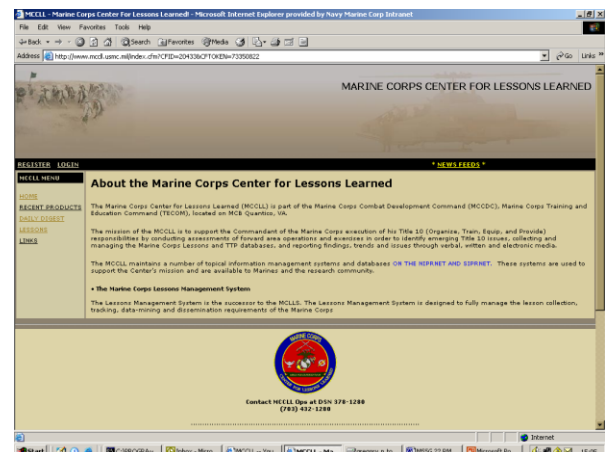 MCCLL - Marine Corps Center For Lessons Learned! - Microsoft Internet Explorer provided by Navy Marine Corp Intranet
File Edit View Favorites Tools Help
Back Search Favorites Media
Address http://www.mccll.usmc.mil/index.cfm?CFID=20433&CFTOKEN=73350822 Go Links »
MARINE CORPS CENTER FOR LESSONS LEARNED
REGISTER LOGIN * NEWS FEEDS *
MCCLL MENU
HOME
RECENT PRODUCTS
DAILY DIGEST
LESSONS
LINKS
About the Marine Corps Center for Lessons Learned
The Marine Corps Center for Lessons Learned (MCCLL) is part of the Marine Corps Combat Development Command (MCCDC), Marine Corps Training and
Education Command (TECOM), located on MCB Quantico, VA.
The mission of the MCCLL is to support the Commandant of the Marine Corps execution of his Title 10 (Organize, Train, Equip, and Provide)
responsibilities by conducting assessments of forward area operations and exercises in order to identify emerging Title 10 issues, collecting and
managing the Marine Corps Lessons and TTP databases, and reporting findings, trends and issues through verbal, written and electronic media.
The MCCLL maintains a number of topical information management systems and databases ON THE NIPRNET AND SIPRNET. These systems are used to
support the Center's mission and are available to Marines and the research community.
• The Marine Corps Lessons Management System
The Lessons Management System is the successor to the MCLLS. The Lessons Management System is designed to fully manage the lesson collection,
tracking, data-mining and dissemination requirements of the Marine Corps
MARINE CORPS
CENTER FOR LESSONS LEARNED
Contact MCCLL Ops at DSN 378-1288
(703) 432-1288
Internet
Start